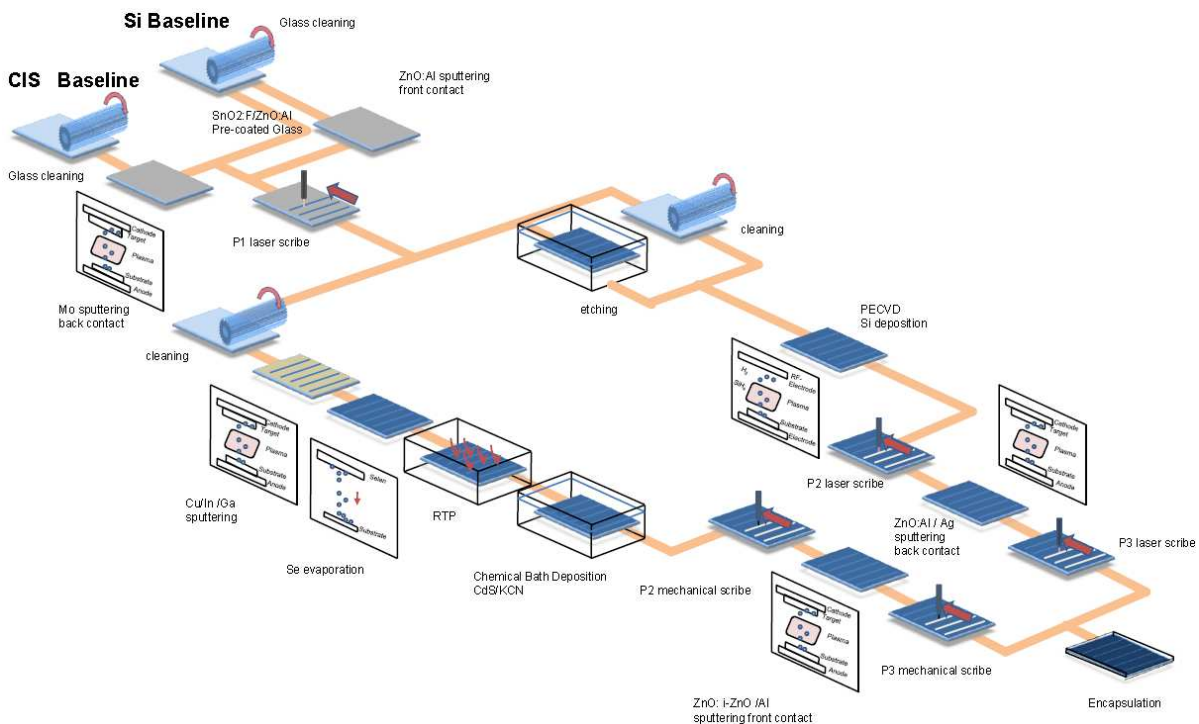 Si Baseline
Glass cleaning
CIS Baseline
ZnO:Al sputtering
front contact
SnO2:F/ZnO:Al
Pre-coated Glass
Glass cleaning
P1 laser scribe
cleaning
Cathode
Target
Plasma
Substrate
Anode
Mo sputtering
back contact
etching
cleaning
PECVD
Si deposition
H2
RF-
Electrode
SiH4
Plasma
Substrate
Electrode
Cathode
Target
Plasma
Substrate
Anode
Cathode
Target
Plasma
Substrate
Anode
Cu/In /Ga
sputtering
Selen
Substrate
Se evaporation
RTP
Chemical Bath Deposition
CdS/KCN
P2 laser scribe
ZnO:Al / Ag
sputtering
back contact
P3 laser scribe
P2 mechanical scribe
Cathode
Target
Plasma
Substrate
Anode
P3 mechanical scribe
ZnO: i-ZnO /Al
sputtering front contact
Encapsulation